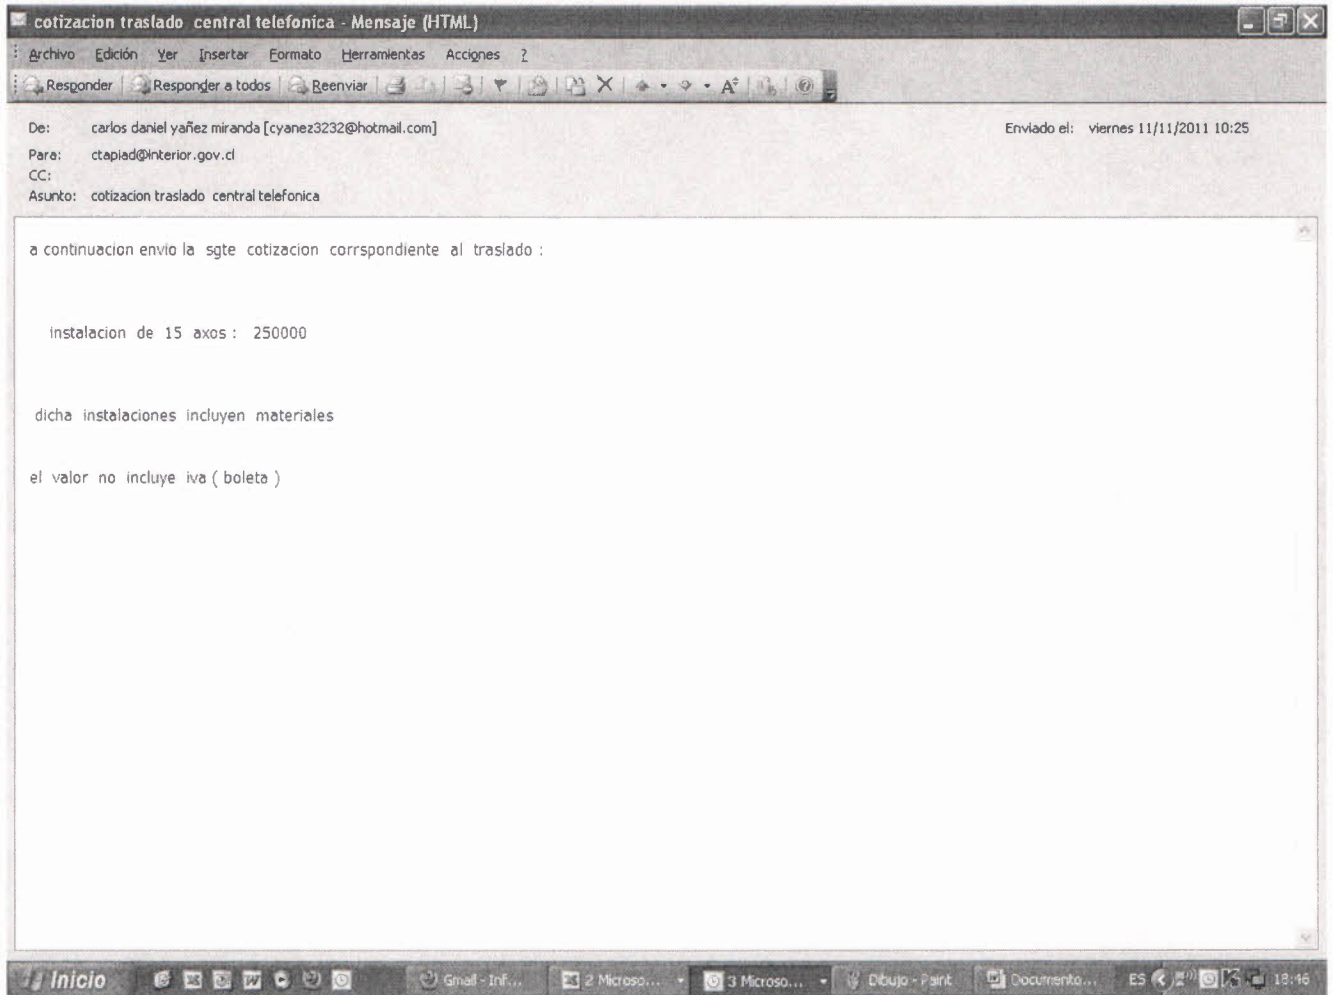 cotizacion traslado central telefonica - Mensaje (HTML)
Archivo Edición Ver Insertar Formato Herramientas Acciones ?
Responder Responder a todos Reenviar
De: carlos daniel yañez miranda [cyanez3232@hotmail.com] Enviado el: viernes 11/11/2011 10:25
Para: ctapiad@interior.gov.cl
CC:
Asunto: cotizacion traslado central telefonica
a continuacion envio la sgte cotizacion corrspondiente al traslado :
instalacion de 15 axos : 250000
dicha instalaciones incluyen materiales
el valor no incluye iva ( boleta )
Inicio Gmail - Inf... 2 Microso... 3 Microso... Dibujo - Paint Documento... ES 18:46